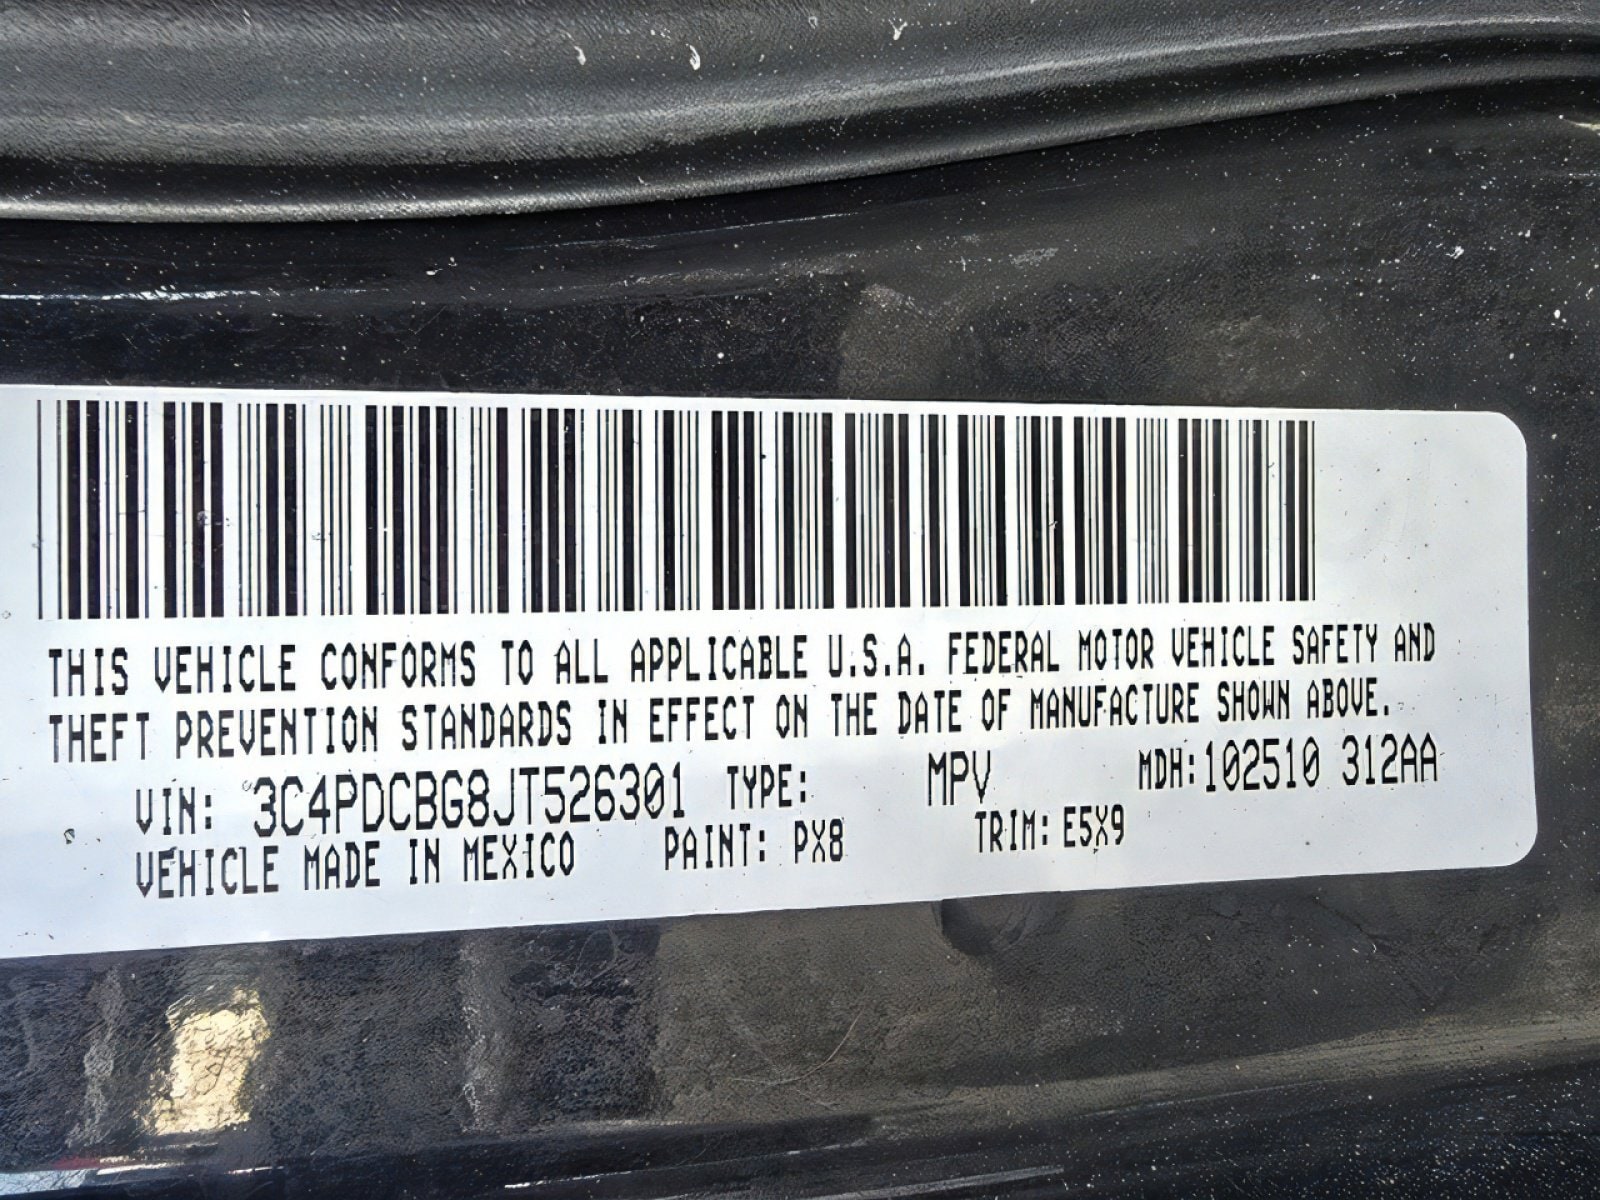 THIS VEHICLE CONFORMS TO ALL APPLICABLE U.S.A. FEDERAL MOTOR VEHICLE SAFETY AND
THEFT PREVENTION STANDARDS IN EFFECT ON THE DATE OF MANUFACTURE SHOWN ABOVE.
VIN: 3C4PDCBG8JT526301 TYPE: MPV MDH:102510 312AA
VEHICLE MADE IN MEXICO PAINT: PX8 TRIM: E5X9